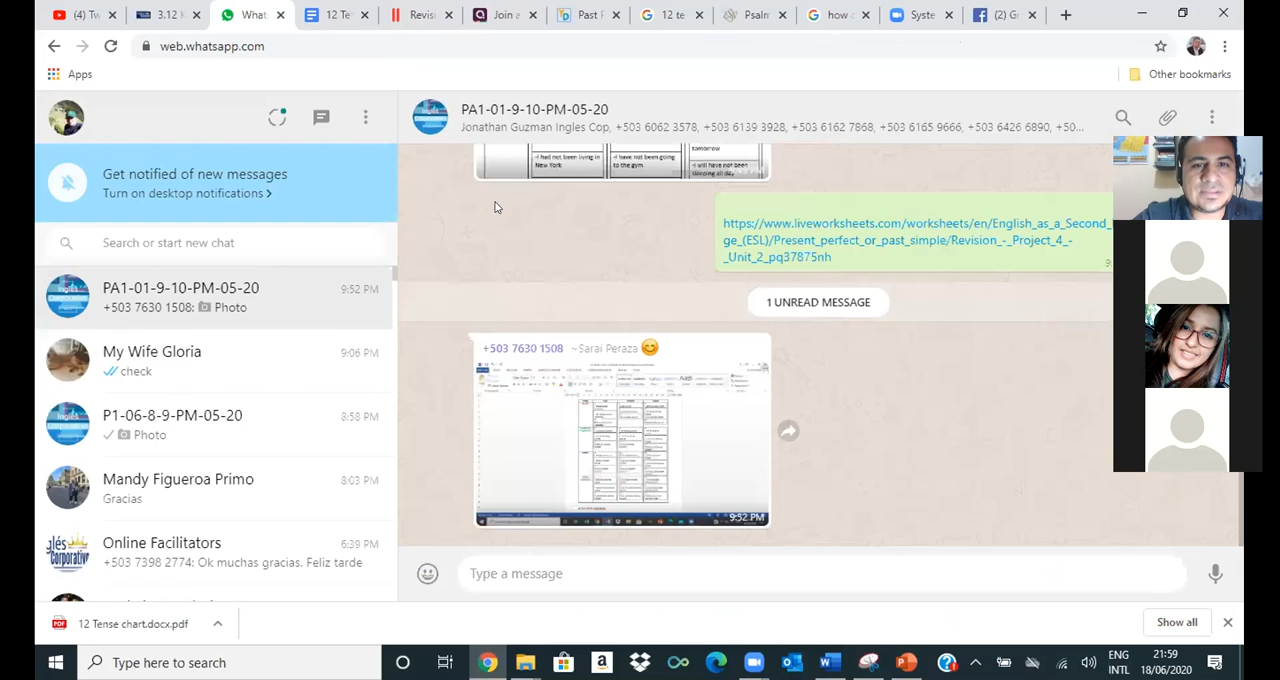 (4) Tw
3.12 K
What:
12 Te
Revisi
Join a
Past F
12 te
Psalm
how c
Syste
(2) Gr
web.whatsapp.com
Apps
Other bookmarks
Get notified of new messages
Turn on desktop notifications
Search or start new chat
PA1-01-9-10-PM-05-20
9:52 PM
+503 7630 1508: Photo
My Wife Gloria
9:06 PM
check
P1-06-8-9-PM-05-20
8:58 PM
Photo
Mandy Figueroa Primo
8:03 PM
Gracias
Online Facilitators
6:39 PM
+503 7398 2774: Ok muchas gracias. Feliz tarde
PA1-01-9-10-PM-05-20
Jonathan Guzman Ingles Cop, +503 6062 3578, +503 6139 3928, +503 6162 7868, +503 6165 9666, +503 6426 6890, +50...
tomorrow
-I had not been living in New York
-I have not been going to the gym
-I will have not been sleeping all day
https://www.liveworksheets.com/worksheets/en/English_as_a_Second_
ge_(ESL)/Present_perfect_or_past_simple/Revision_-_Project_4_-
_Unit_2_pq37875nh
1 UNREAD MESSAGE
+503 7630 1508 ~Saraí Peraza
9:52 PM
Type a message
12 Tense chart.docx.pdf
Show all
Type here to search
ENG
INTL
21:59
18/06/2020